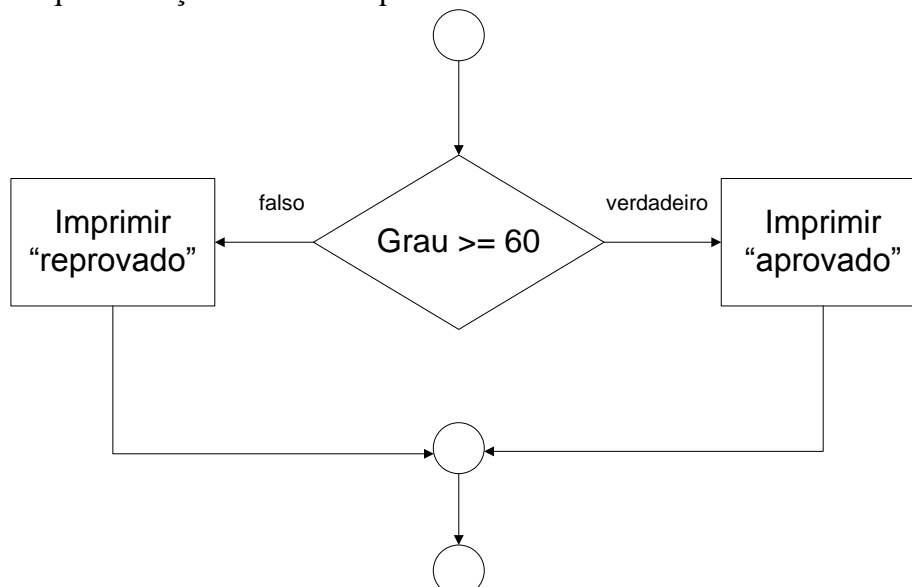 falso
verdadeiro
Imprimir
“reprovado”
Grau >= 60
Imprimir
“aprovado”